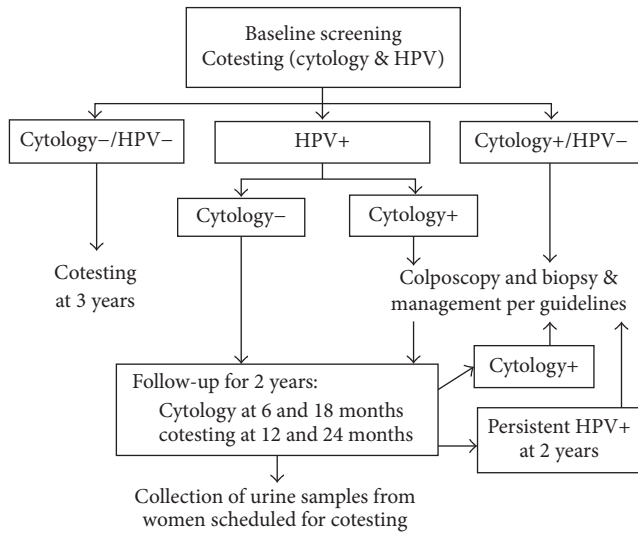 Baseline screening
Cotesting (cytology & HPV)
Cytology−/HPV−
HPV+
Cytology+/HPV−
Cytology−
Cytology+
Cotesting
at 3 years
Colposcopy and biopsy &
management per guidelines
Cytology+
Follow-up for 2 years:
Cytology at 6 and 18 months
cotesting at 12 and 24 months
Persistent HPV+
at 2 years
Collection of urine samples from
women scheduled for cotesting